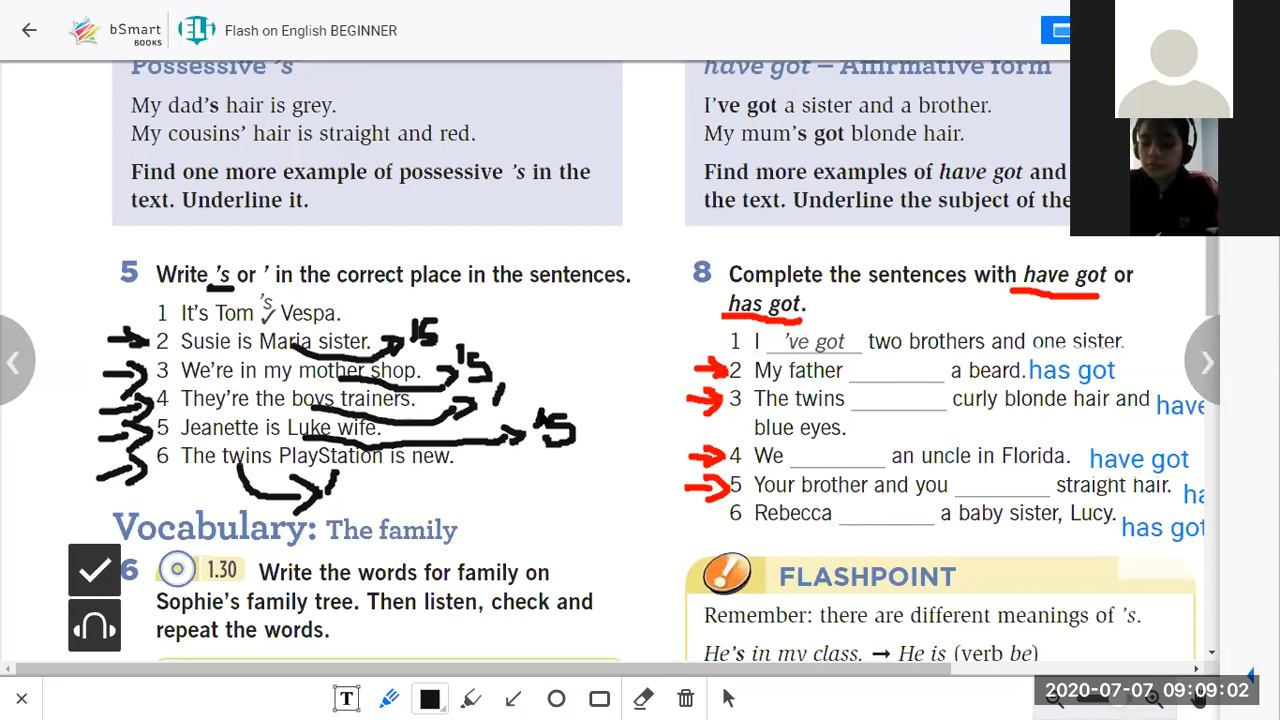 bSmart BOOKS
ELI
Flash on English BEGINNER
Possessive 's
My dad's hair is grey.
My cousins' hair is straight and red.
Find one more example of possessive 's in the
text. Underline it.
5 Write 's or ' in the correct place in the sentences.
1 It's Tom 's ✓ Vespa.
2 Susie is Maria sister. 's
3 We're in my mother shop. 's
4 They're the boys trainers. '
5 Jeanette is Luke wife. 's
6 The twins PlayStation is new.
'
Vocabulary: The family
6 1.30 Write the words for family on
Sophie's family tree. Then listen, check and
repeat the words.
have got – Affirmative form
I've got a sister and a brother.
My mum's got blonde hair.
Find more examples of have got and
the text. Underline the subject of the
8 Complete the sentences with have got or
has got.
1 I 've got two brothers and one sister.
2 My father ________ a beard. has got
3 The twins ________ curly blonde hair and have
blue eyes.
4 We ________ an uncle in Florida. have got
5 Your brother and you ________ straight hair. ha
6 Rebecca ________ a baby sister, Lucy. has got
FLASHPOINT
Remember: there are different meanings of 's.
He's in my class. → He is (verb be)
T
2020-07-07 09:09:02